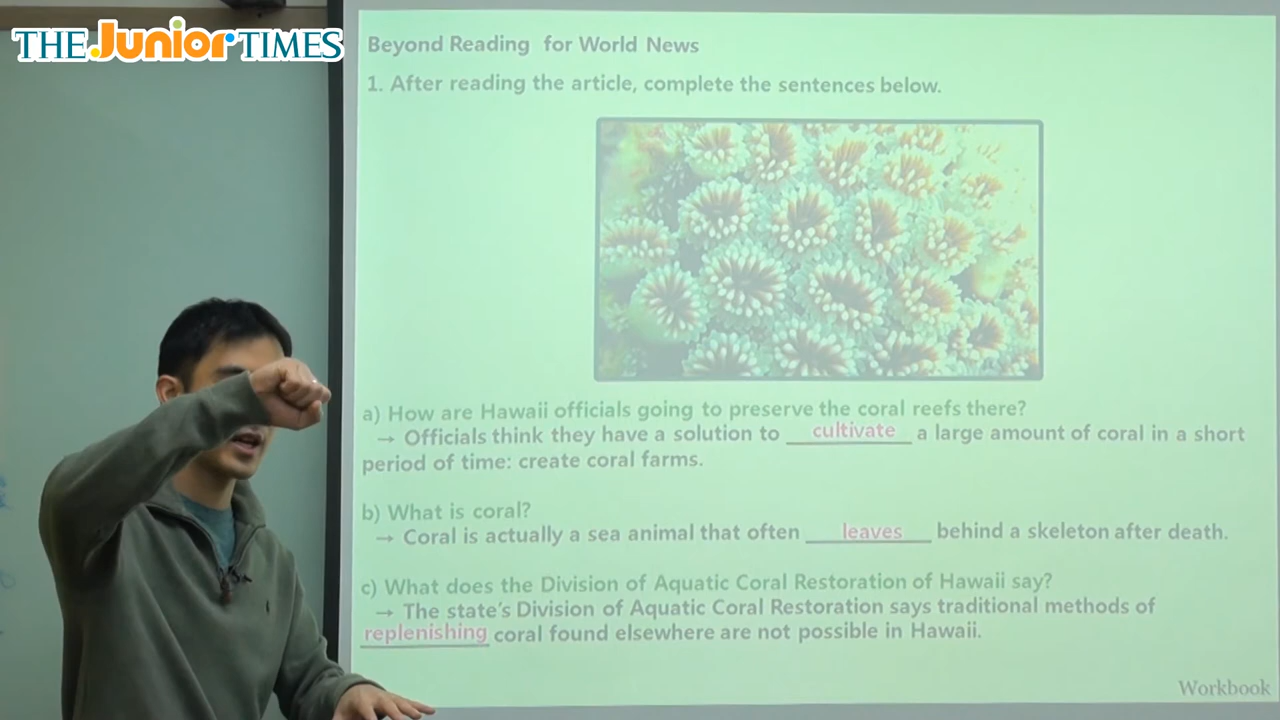 THE Junior TIMES
Beyond Reading for World News
1. After reading the article, complete the sentences below.
a) How are Hawaii officials going to preserve the coral reefs there?
→ Officials think they have a solution to cultivate a large amount of coral in a short
period of time: create coral farms.
b) What is coral?
→ Coral is actually a sea animal that often leaves behind a skeleton after death.
c) What does the Division of Aquatic Coral Restoration of Hawaii say?
→ The state's Division of Aquatic Coral Restoration says traditional methods of
replenishing coral found elsewhere are not possible in Hawaii.
Workbook